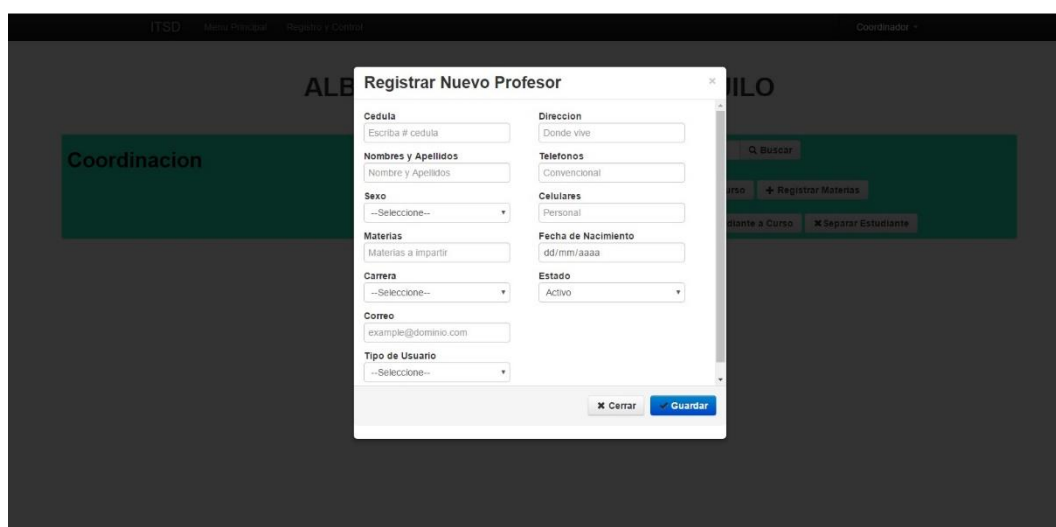 ITSD Menu Principal Registro y Control Coordinador
ALB
UILO
Registrar Nuevo Profesor ×
Coordinacion
Buscar
urso + Registrar Materias
diante a Curso Separar Estudiante
Cedula
Escriba # cedula
Nombres y Apellidos
Nombre y Apellidos
Sexo
--Seleccione--
Materias
Materias a impartir
Carrera
--Seleccione--
Correo
example@dominio.com
Tipo de Usuario
--Seleccione--
Direccion
Donde vive
Telefonos
Convencional
Celulares
Personal
Fecha de Nacimiento
dd/mm/aaaa
Estado
Activo
Cerrar Guardar